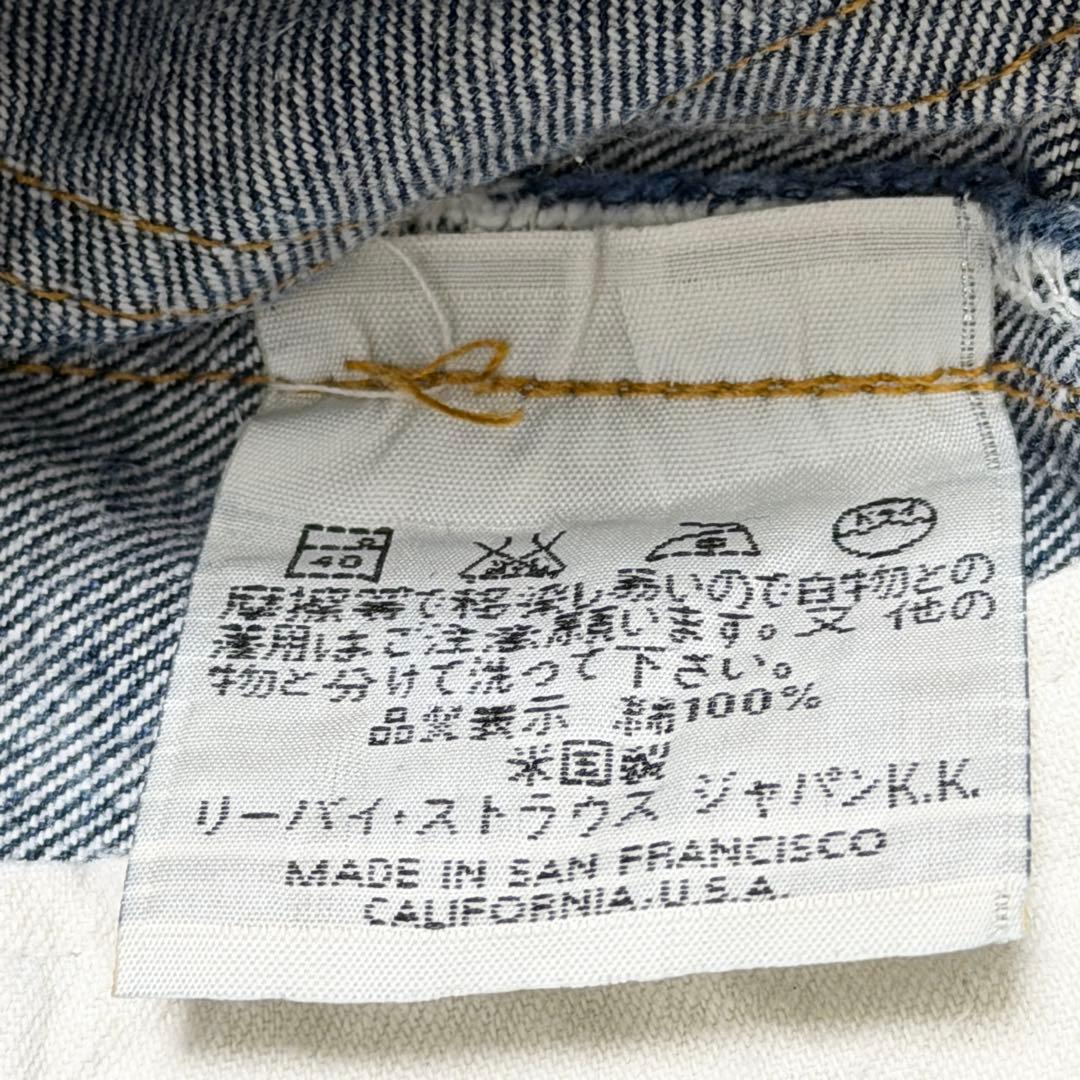 40
摩擦等で移染し易いので白物との
着用はご注意願います。又 他の
物と分けて洗って下さい。
品質表示 綿100%
米国製
リーバイ・ストラウス ジャパンK.K.
MADE IN SAN FRANCISCO
CALIFORNIA.U.S.A.